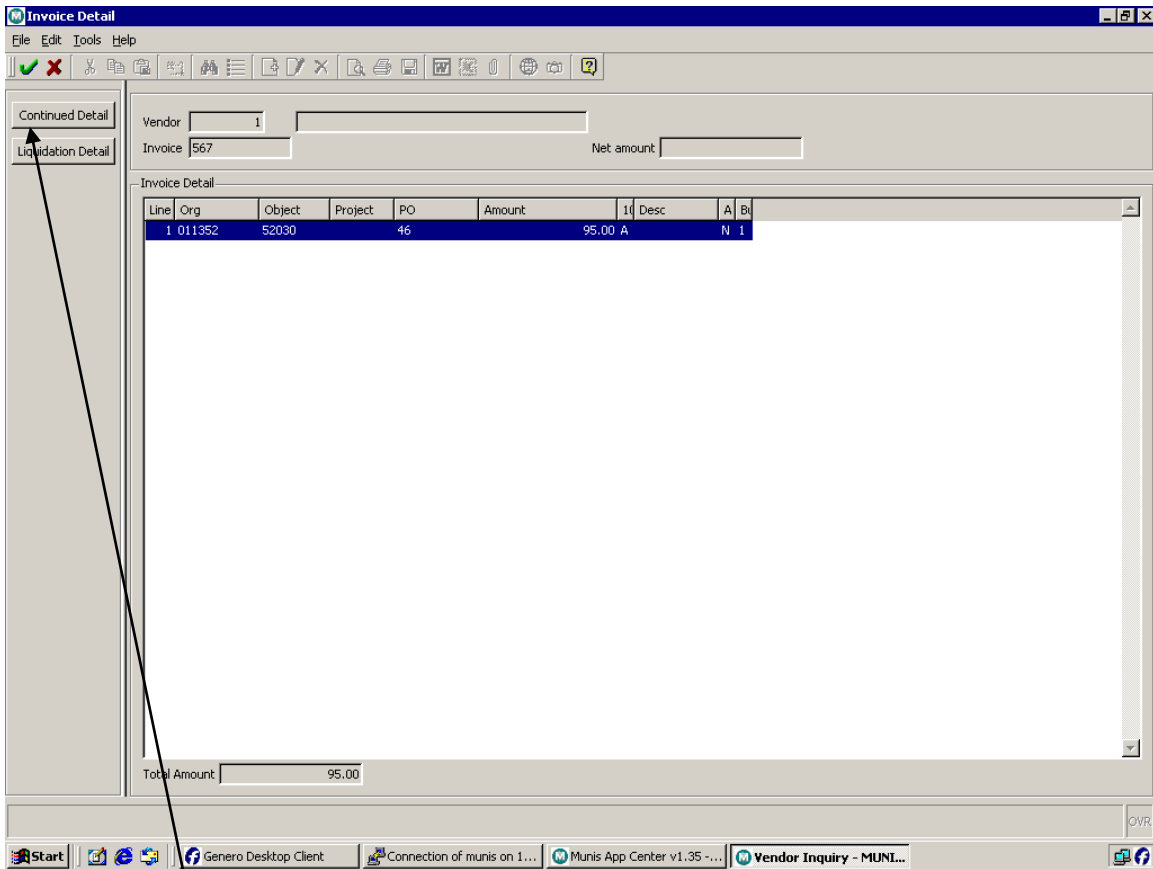 Invoice Detail
File Edit Tools Help
Continued Detail
Liquidation Detail
Vendor 1
Invoice 567 Net amount
Invoice Detail
Line Org Object Project PO Amount 10 Desc A Bu
1 011352 52030 46 95.00 A N 1
Total Amount 95.00
OVR
Start Genero Desktop Client Connection of munis on 1... Munis App Center v1.35 -... Vendor Inquiry - MUNI...